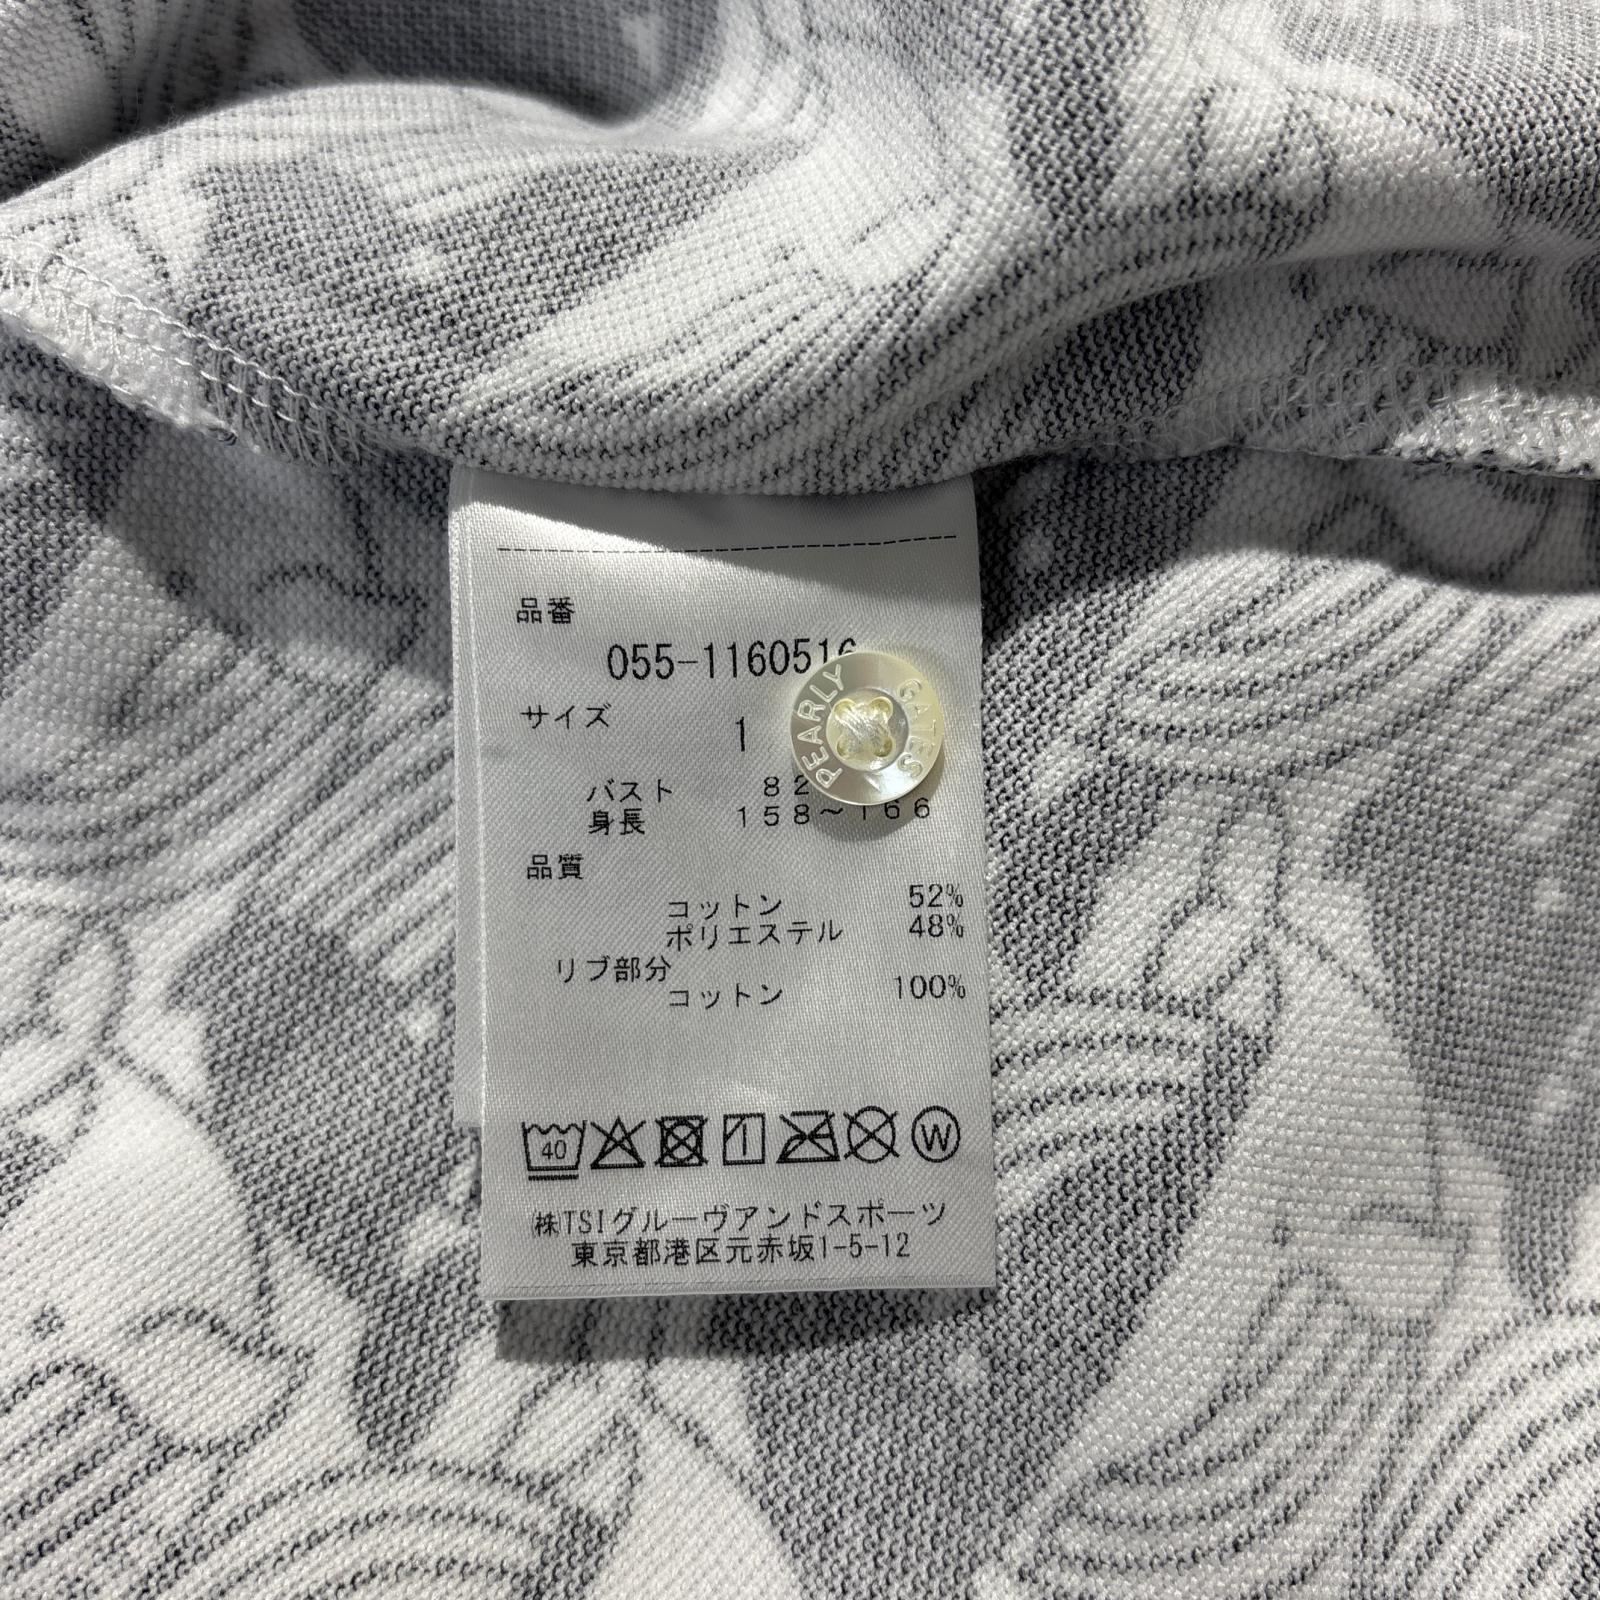 品番
055-1160516
サイズ 1
バスト 82
身長 158~166
品質
コットン 52%
ポリエステル 48%
リブ部分
コットン 100%
40
W
㈱TSIグルーヴアンドスポーツ
東京都港区元赤坂1-5-12
PEARLY GATES